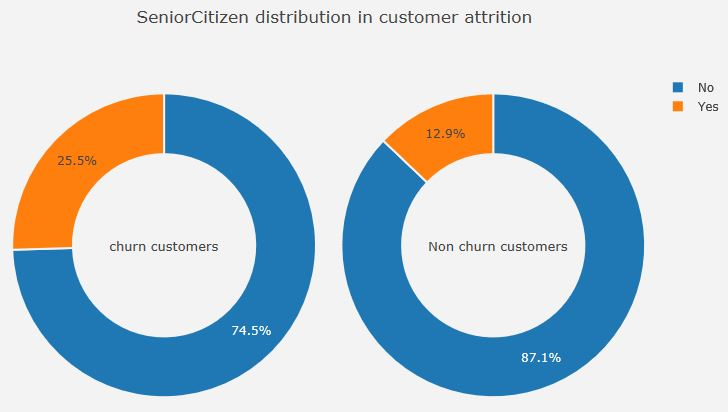 SeniorCitizen distribution in customer attrition
No
Yes
25.5%
12.9%
churn customers
Non churn customers
74.5%
87.1%